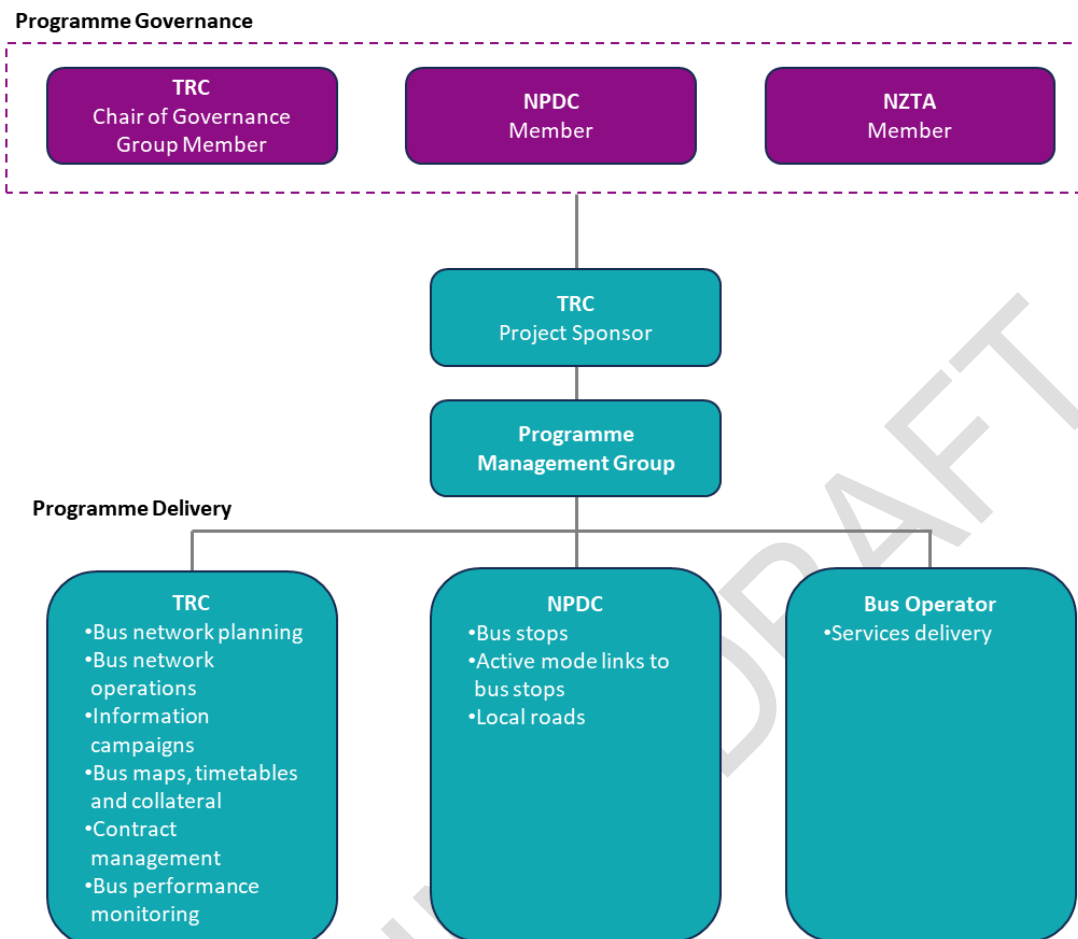 Programme Governance
TRC
Chair of Governance
Group Member
NPDC
Member
NZTA
Member
TRC
Project Sponsor
Programme
Management Group
Programme Delivery
TRC
•Bus network planning
•Bus network
operations
•Information
campaigns
•Bus maps, timetables
and collateral
•Contract
management
•Bus performance
monitoring
NPDC
•Bus stops
•Active mode links to
bus stops
•Local roads
Bus Operator
•Services delivery
DRAFT